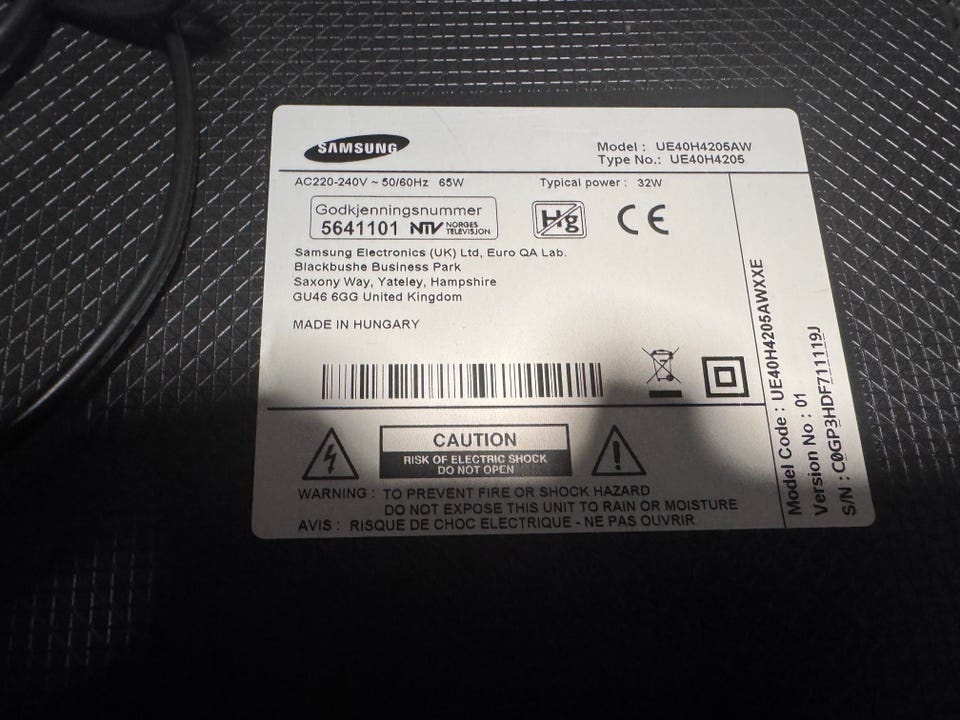 SAMSUNG
Model : UE40H4205AW
Type No.: UE40H4205
AC220-240V ~ 50/60Hz 65W
Typical power : 32W
Godkjenningsnummer
5641101 NTV NORGES TELEVISJON
Hg
CE
Samsung Electronics (UK) Ltd, Euro QA Lab.
Blackbushe Business Park
Saxony Way, Yateley, Hampshire
GU46 6GG United Kingdom
MADE IN HUNGARY
CAUTION
RISK OF ELECTRIC SHOCK
DO NOT OPEN
WARNING : TO PREVENT FIRE OR SHOCK HAZARD
DO NOT EXPOSE THIS UNIT TO RAIN OR MOISTURE
AVIS : RISQUE DE CHOC ELECTRIQUE - NE PAS OUVRIR
Model Code : UE40H4205AWXXE
Version No : 01
S/N : C0GP3HDF711119J